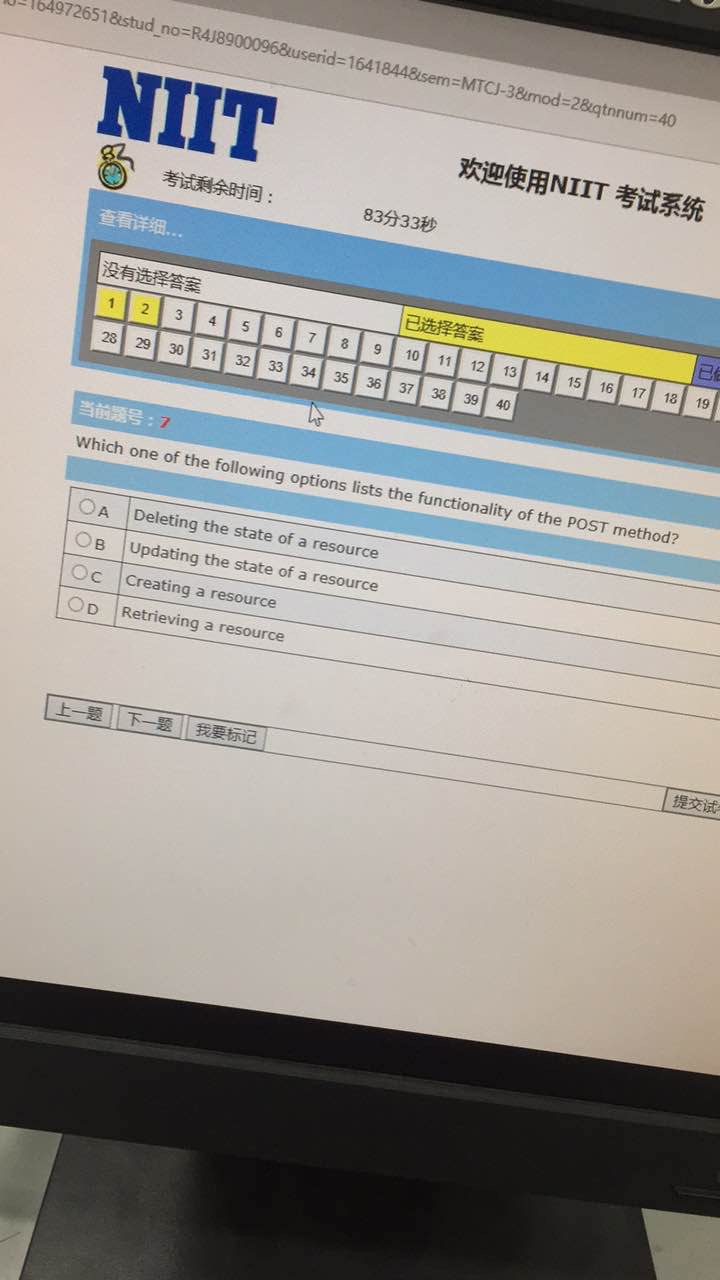 =164972651&stud_no=R4J8900096&userid=1641844&sem=MTCJ-3&mod=2&qtnnum=40
NIIT
欢迎使用NIIT 考试系统
考试剩余时间：
83分33秒
查看详细...
没有选择答案
已选择答案
1 2 3 4 5 6 7 8 9 10 11 12 13 14 15 16 17 18 19
28 29 30 31 32 33 34 35 36 37 38 39 40
当前题号：7
Which one of the following options lists the functionality of the POST method?
A Deleting the state of a resource
B Updating the state of a resource
C Creating a resource
D Retrieving a resource
上一题 下一题 我要标记
提交试